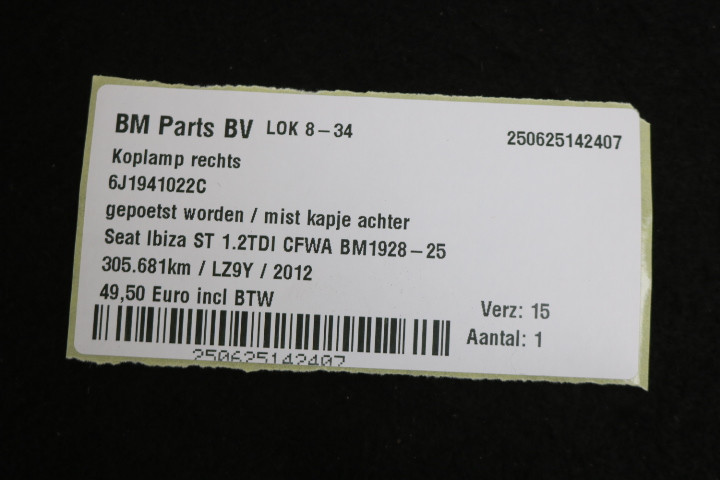 BM Parts BV LOK 8-34
250625142407
Koplamp rechts
6J1941022C
gepoetst worden / mist kapje achter
Seat Ibiza ST 1.2TDI CFWA BM1928-25
305.681km / LZ9Y / 2012
49,50 Euro incl BTW
Verz: 15
Aantal: 1
250625142407